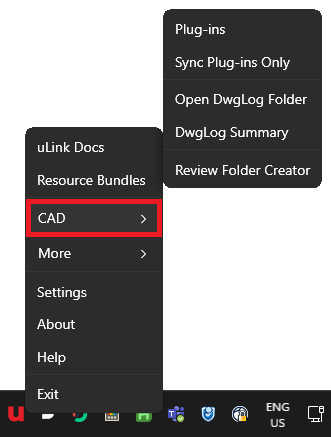 Plug-ins
Sync Plug-ins Only
Open DwgLog Folder
DwgLog Summary
Review Folder Creator
uLink Docs
Resource Bundles
CAD
More
Settings
About
Help
Exit
u
ENG
US